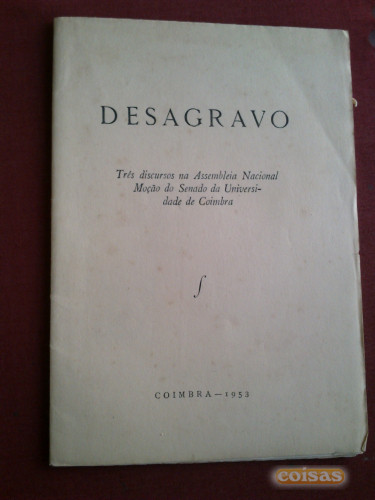 DESAGRAVO
Três discursos na Assembleia Nacional
Moção do Senado da Universi-
dade de Coimbra
ʃ
COIMBRA — 1953
coisas